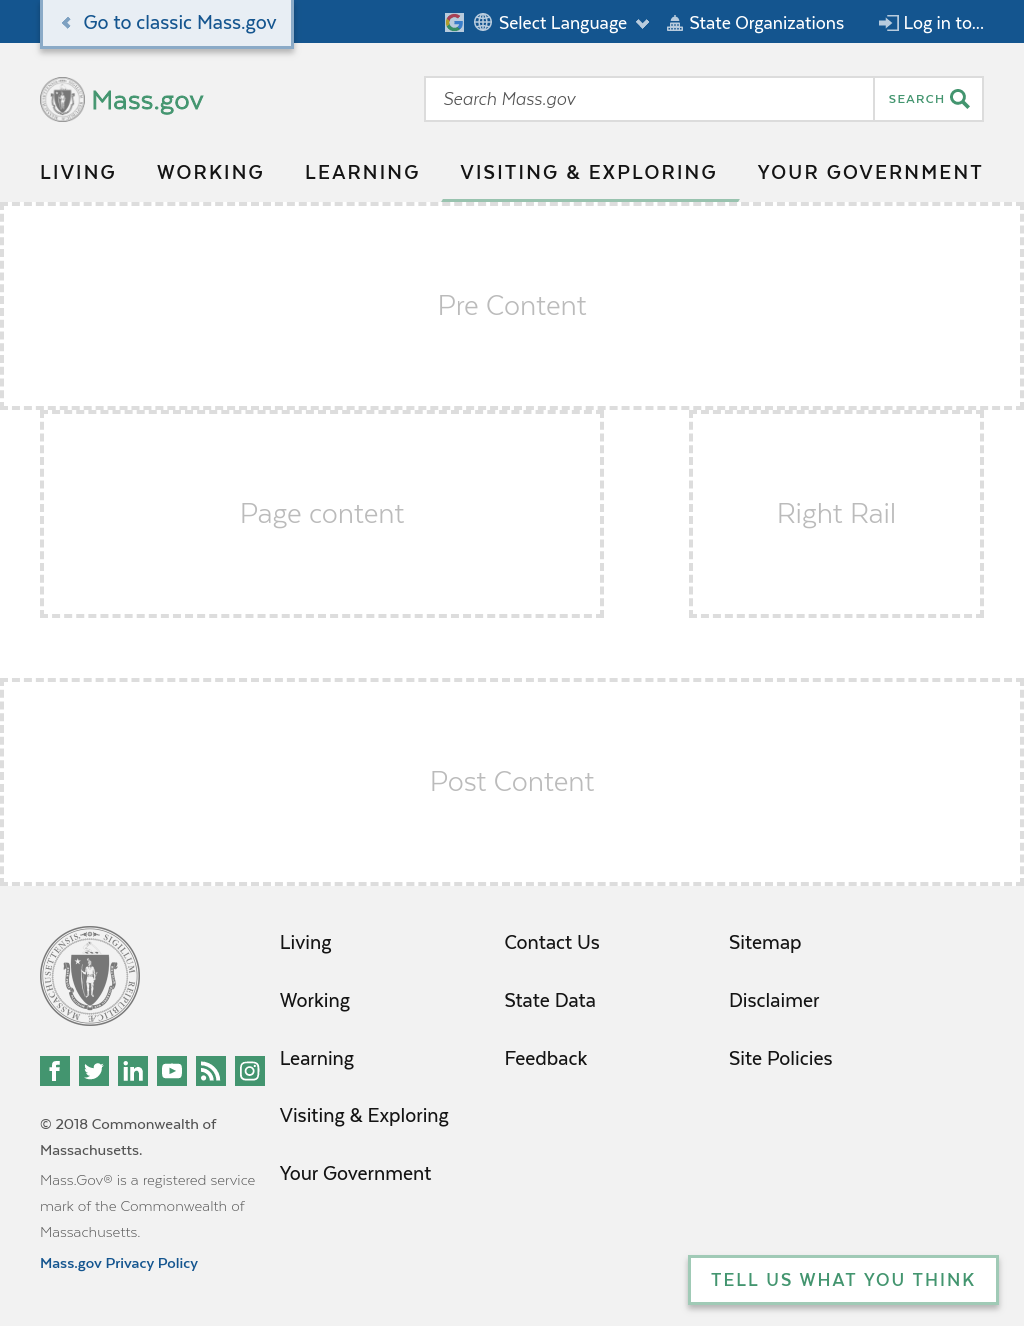 Go to classic Mass.gov
Select Language
State Organizations
Log in to...
Mass.gov
Search Mass.gov
SEARCH
LIVING
WORKING
LEARNING
VISITING & EXPLORING
YOUR GOVERNMENT
Pre Content
Page content
Right Rail
Post Content
Living
Working
Learning
Visiting & Exploring
Your Government
Contact Us
State Data
Feedback
Sitemap
Disclaimer
Site Policies
© 2018 Commonwealth of
Massachusetts.
Mass.Gov® is a registered service
mark of the Commonwealth of
Massachusetts.
Mass.gov Privacy Policy
TELL US WHAT YOU THINK